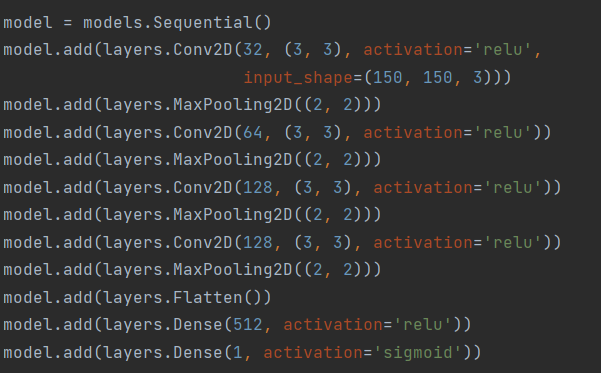 model = models.Sequential()
model.add(layers.Conv2D(32, (3, 3), activation='relu',
                        input_shape=(150, 150, 3)))
model.add(layers.MaxPooling2D((2, 2)))
model.add(layers.Conv2D(64, (3, 3), activation='relu'))
model.add(layers.MaxPooling2D((2, 2)))
model.add(layers.Conv2D(128, (3, 3), activation='relu'))
model.add(layers.MaxPooling2D((2, 2)))
model.add(layers.Conv2D(128, (3, 3), activation='relu'))
model.add(layers.MaxPooling2D((2, 2)))
model.add(layers.Flatten())
model.add(layers.Dense(512, activation='relu'))
model.add(layers.Dense(1, activation='sigmoid'))